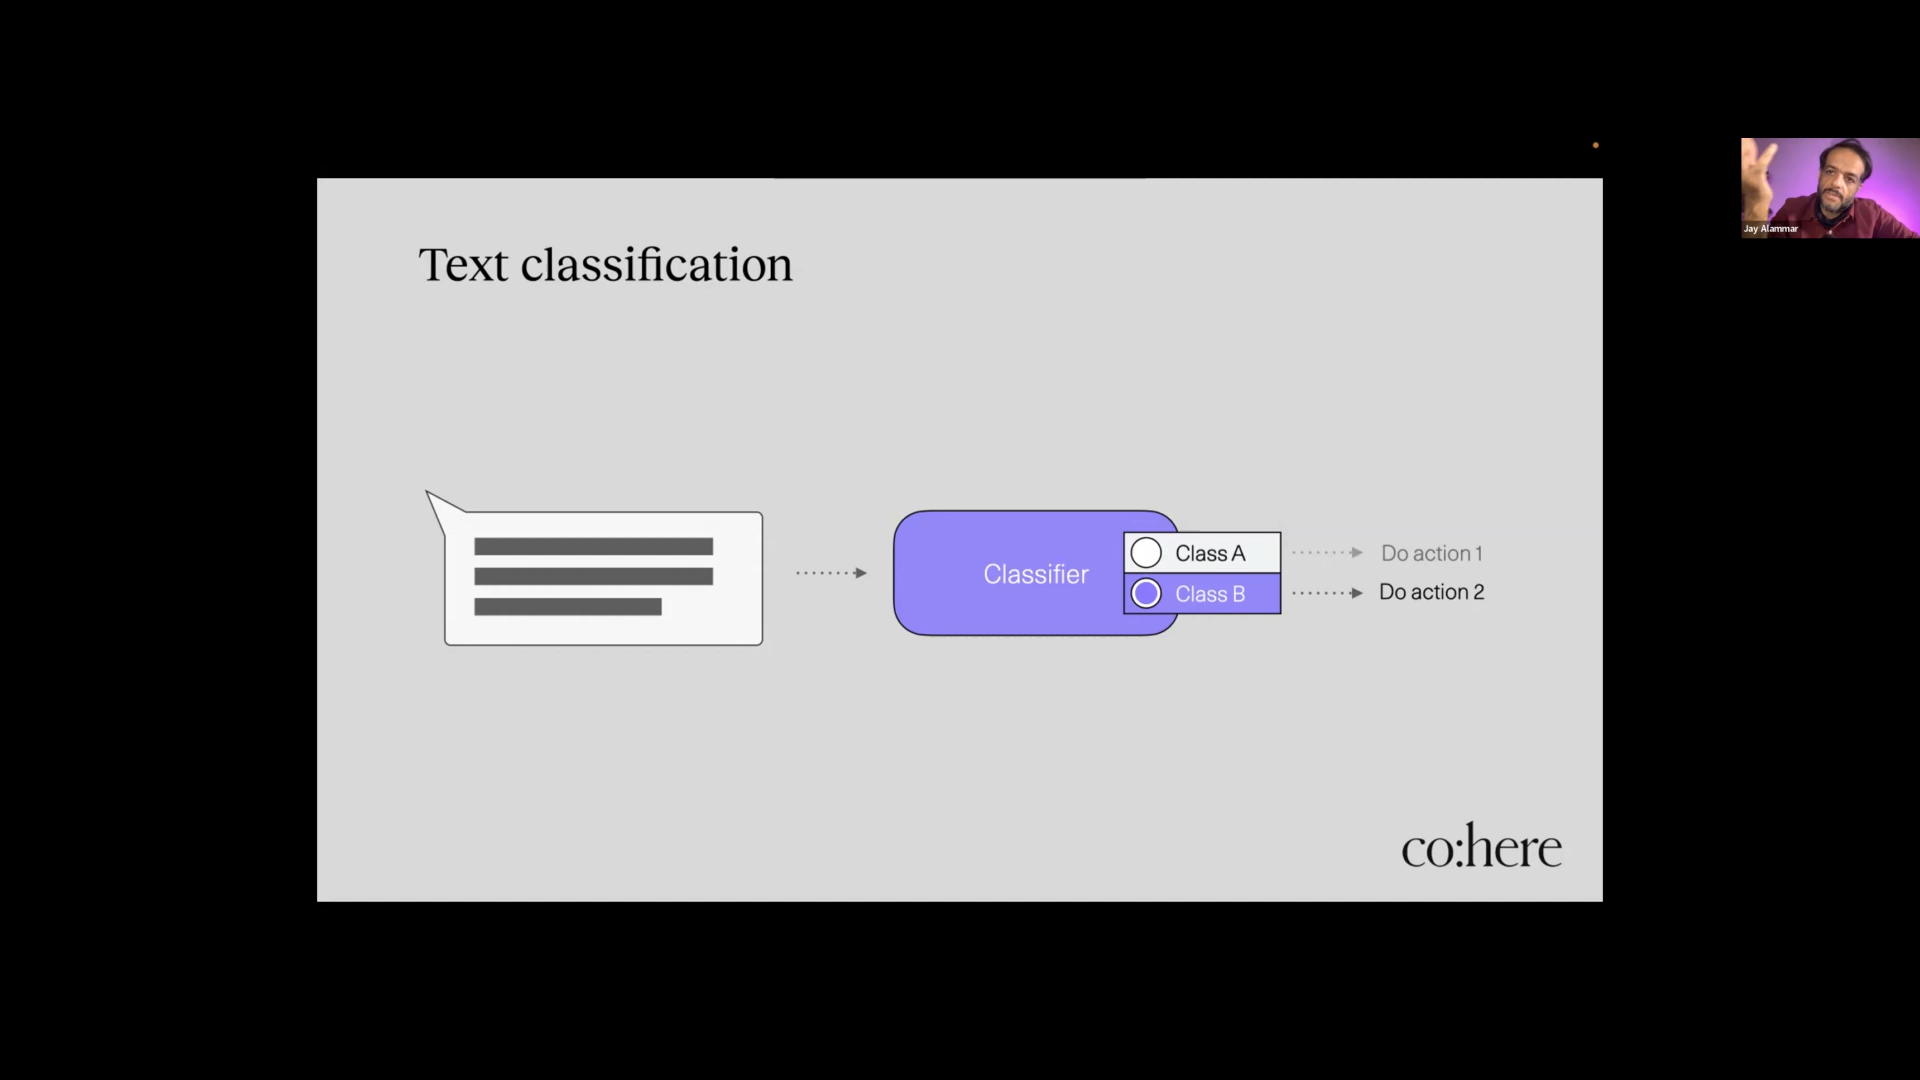 Jay Alammar
Text classification
Classifier
Class A
Do action 1
Class B
Do action 2
co:here